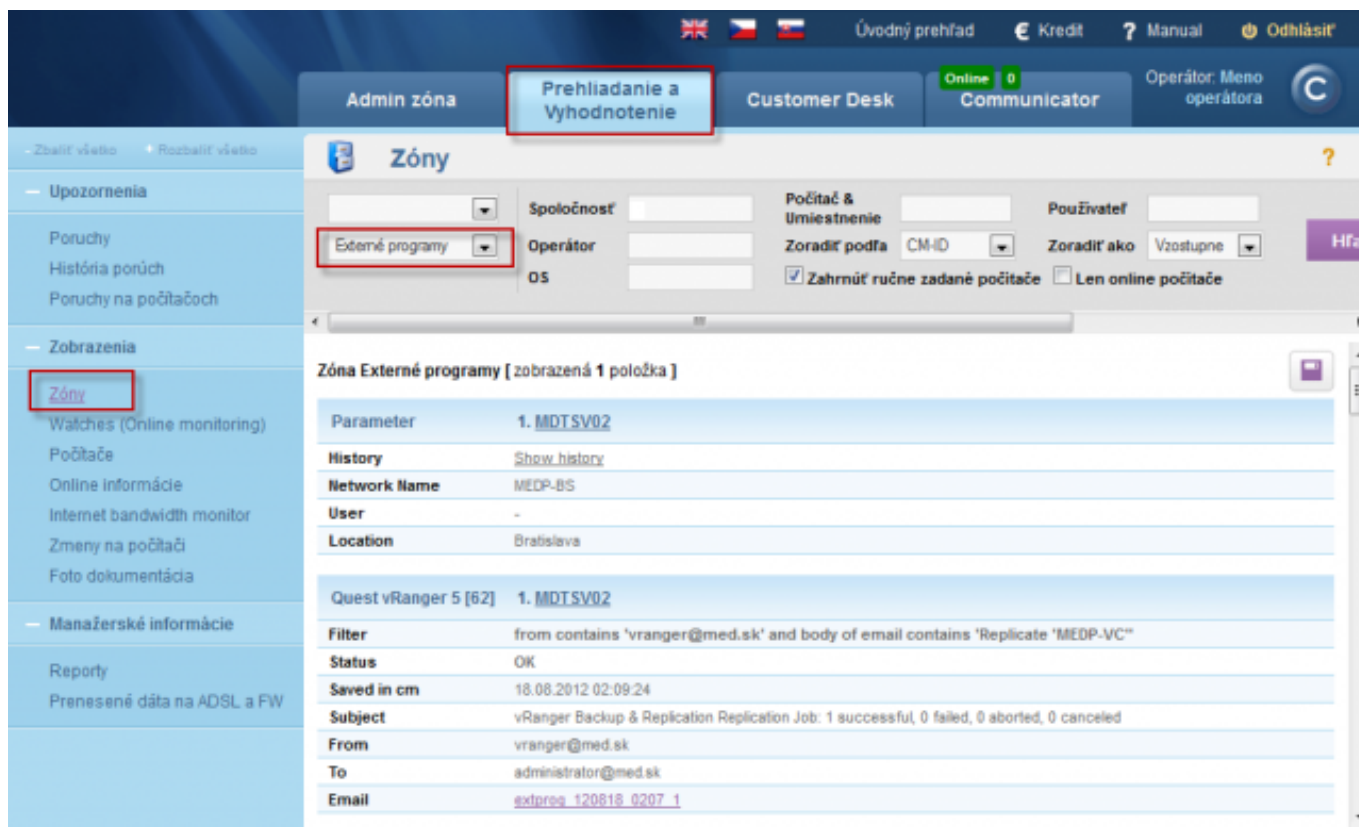 Úvodný prehľad € Kredit ? Manual Odhlásiť
Admin zóna
Prehliadanie a Vyhodnotenie
Customer Desk
Online 0
Communicator
Operátor: Meno operátora
- Zbaliť všetko + Rozbaliť všetko
Upozornenia
Poruchy
História porúch
Poruchy na počítačoch
Zobrazenia
Zóny
Watches (Online monitoring)
Počítače
Online informácie
Internet bandwidth monitor
Zmeny na počítači
Foto dokumentácia
Manažerské informácie
Reporty
Prenesené dáta na ADSL a FW
Zóny ?
Spoločnosť Počítač & Umiestnenie Používateľ
Externé programy Operátor Zoradiť podľa CM-ID Zoradiť ako Vzostupne
OS Zahrnúť ručne zadané počítače Len online počítače
Zóna Externé programy [ zobrazená 1 položka ]
Parameter 1. MDTSV02
History Show history
Network Name MEDP-BS
User -
Location Bratislava
Quest vRanger 5 [62] 1. MDTSV02
Filter from contains 'vranger@med.sk' and body of email contains 'Replicate 'MEDP-VC''
Status OK
Saved in cm 18.08.2012 02:09:24
Subject vRanger Backup & Replication Replication Job: 1 successful, 0 failed, 0 aborted, 0 canceled
From vranger@med.sk
To administrator@med.sk
Email extprog_120818_0207_1